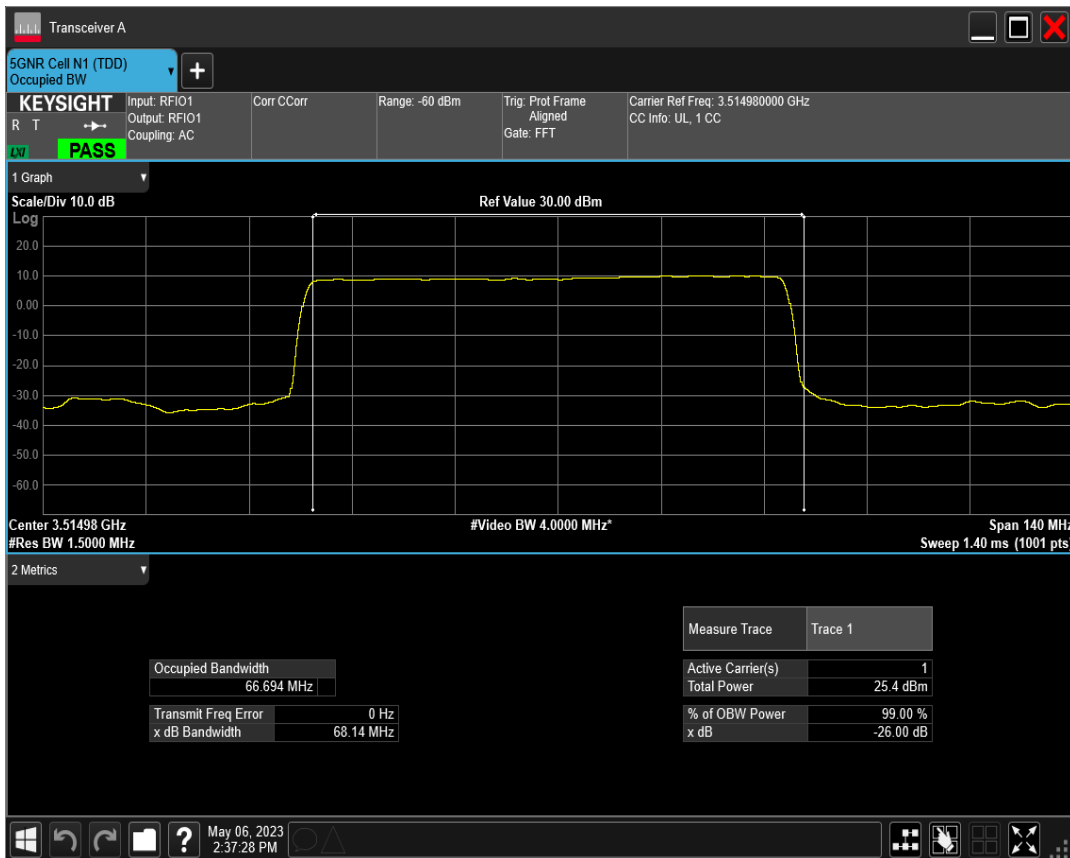 Transceiver A
5GNR Cell N1 (TDD)
Occupied BW
KEYSIGHT
R T
LXI
PASS
Input: RFIO1
Output: RFIO1
Coupling: AC
Corr CCorr
Range: -60 dBm
Trig: Prot Frame
Aligned
Gate: FFT
Carrier Ref Freq: 3.514980000 GHz
CC Info: UL, 1 CC
1 Graph
Scale/Div 10.0 dB
Ref Value 30.00 dBm
Log
20.0
10.0
0.00
-10.0
-20.0
-30.0
-40.0
-50.0
-60.0
Center 3.51498 GHz
#Video BW 4.0000 MHz*
Span 140 MHz
#Res BW 1.5000 MHz
Sweep 1.40 ms (1001 pts)
2 Metrics
Measure Trace Trace 1
Occupied Bandwidth
66.694 MHz
Active Carrier(s) 1
Total Power 25.4 dBm
Transmit Freq Error 0 Hz
x dB Bandwidth 68.14 MHz
% of OBW Power 99.00 %
x dB -26.00 dB
?
May 06, 2023
2:37:28 PM